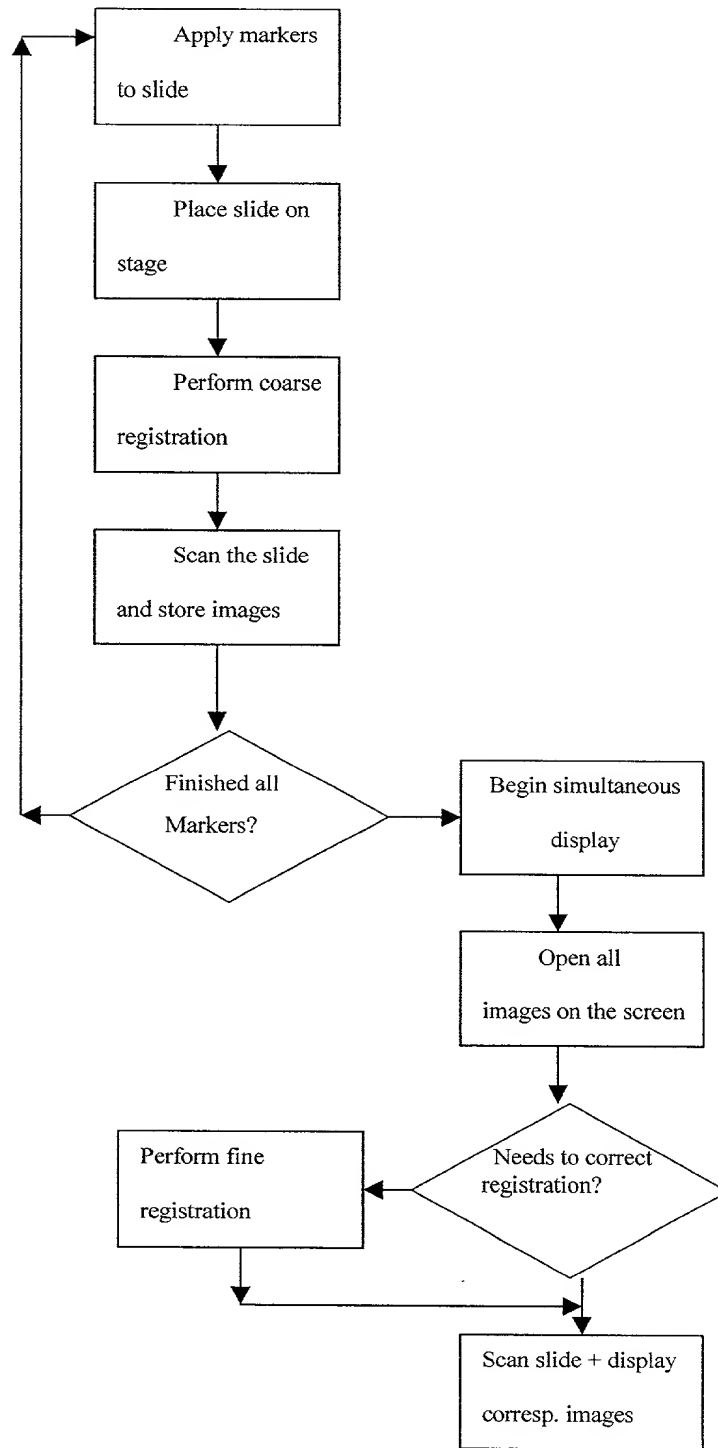 Apply markers
to slide
Place slide on
stage
Perform coarse
registration
Scan the slide
and store images
Finished all
Markers?
Begin simultaneous
display
Open all
images on the screen
Needs to correct
registration?
Perform fine
registration
Scan slide + display
corresp. images